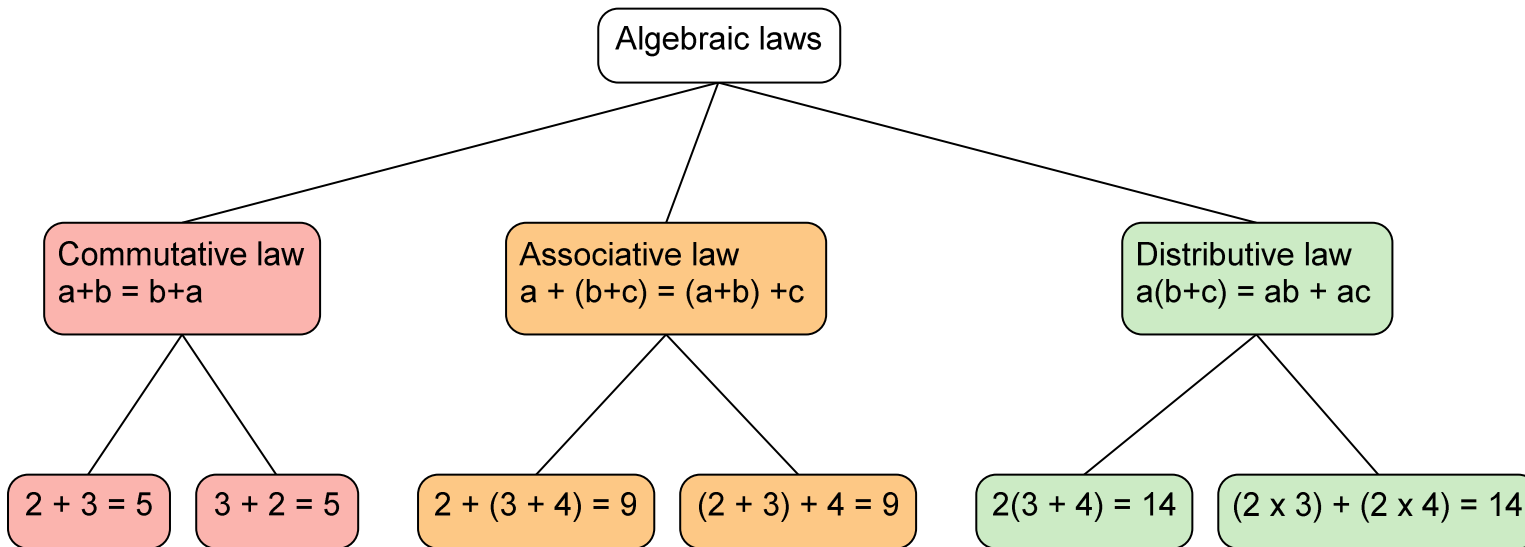 Algebraic laws
Commutative law
a+b = b+a
Associative law
a + (b+c) = (a+b) +c
Distributive law
a(b+c) = ab + ac
2 + 3 = 5
3 + 2 = 5
2 + (3 + 4) = 9
(2 + 3) + 4 = 9
2(3 + 4) = 14
(2 x 3) + (2 x 4) = 14